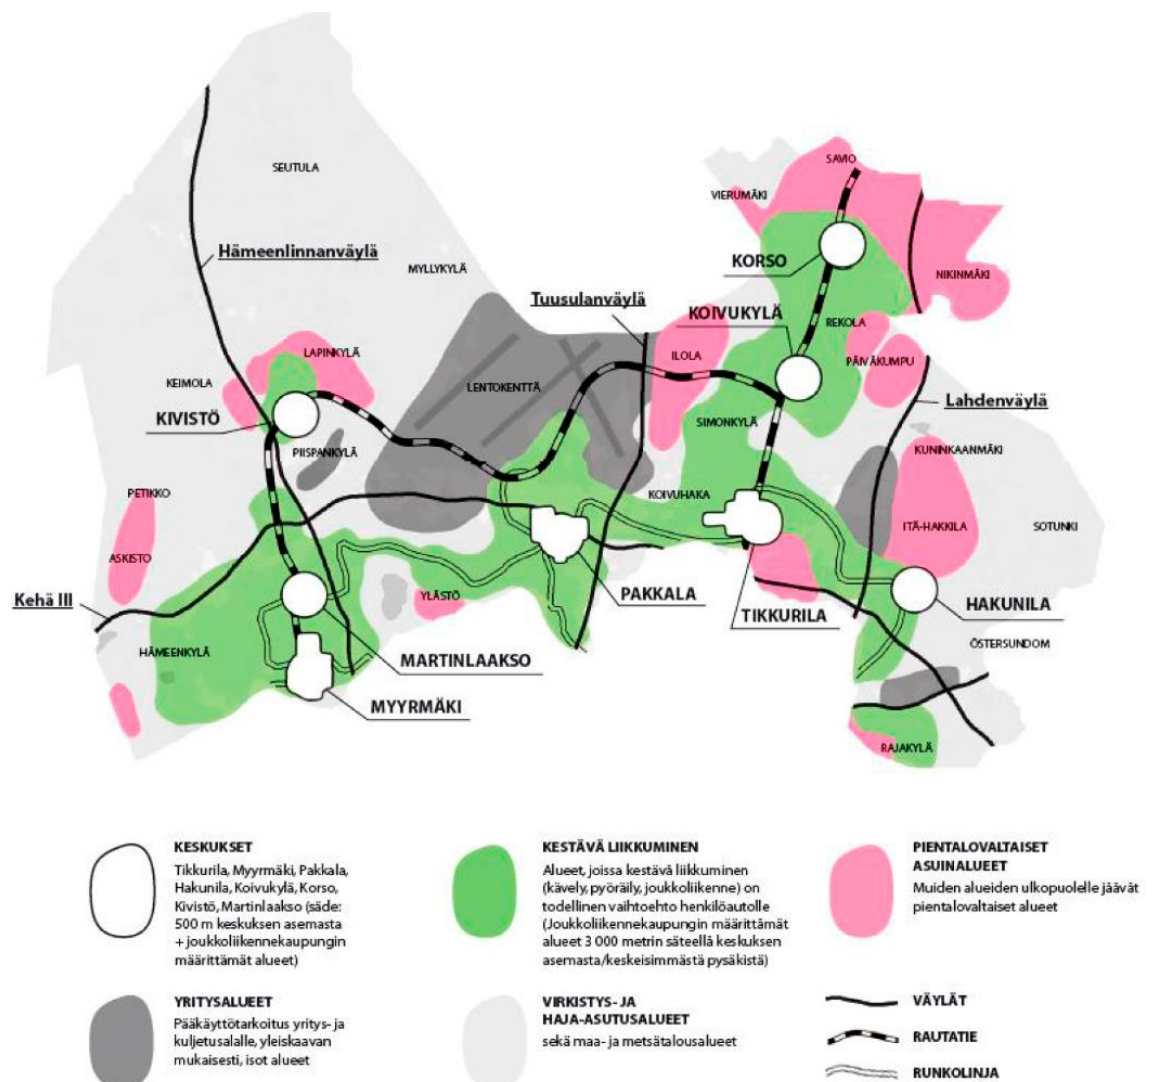 SAVIO
VIERUMÄKI
SEUTULA
Hämeenlinnanväylä
KORSO
MYLLYKYLÄ
NIKINMÄKI
Tuusulanväylä
KOIVUKYLÄ
REKOLA
LAPINKYLÄ
ILOLA
PÄIVÄKUMPU
KEIMOLA
LENTOKENTTÄ
Lahdenväylä
KIVISTÖ
SIMONKYLÄ
PIISPANKYLÄ
KUNINKAANMÄKI
PETIKKO
KOIVUHAKA
ITÄ-HAKKILA
SOTUNKI
ASKISTO
Kehä III
YLÄSTÖ
PAKKALA
HAKUNILA
TIKKURILA
HÄMEENKYLÄ
MARTINLAAKSO
ÖSTERSUNDOM
MYYRMÄKI
RAJAKYLÄ
KESKUKSET
Tikkurila, Myyrmäki, Pakkala,
Hakunila, Koivukylä, Korso,
Kivistö, Martinlaakso (säde:
500 m keskuksen asemasta
+ joukkoliikennekaupungin
määrittämät alueet)
KESTÄVÄ LIIKKUMINEN
Alueet, joissa kestävä liikkuminen
(kävely, pyöräily, joukkoliikenne) on
todellinen vaihtoehto henkilöautolle
(Joukkoliikennekaupungin määrittämät
alueet 3 000 metrin säteellä keskuksen
asemasta/keskeisimmästä pysäkistä)
PIENTALOVALTAISET
ASUINALUEET
Muiden alueiden ulkopuolelle jäävät
pientalovaltaiset alueet
YRITYSALUEET
Pääkäyttötarkoitus yritys- ja
kuljetusalalle, yleiskaavan
mukaisesti, isot alueet
VIRKISTYS- JA
HAJA-ASUTUSALUEET
sekä maa- ja metsätalousalueet
VÄYLÄT
RAUTATIE
RUNKOLINJA